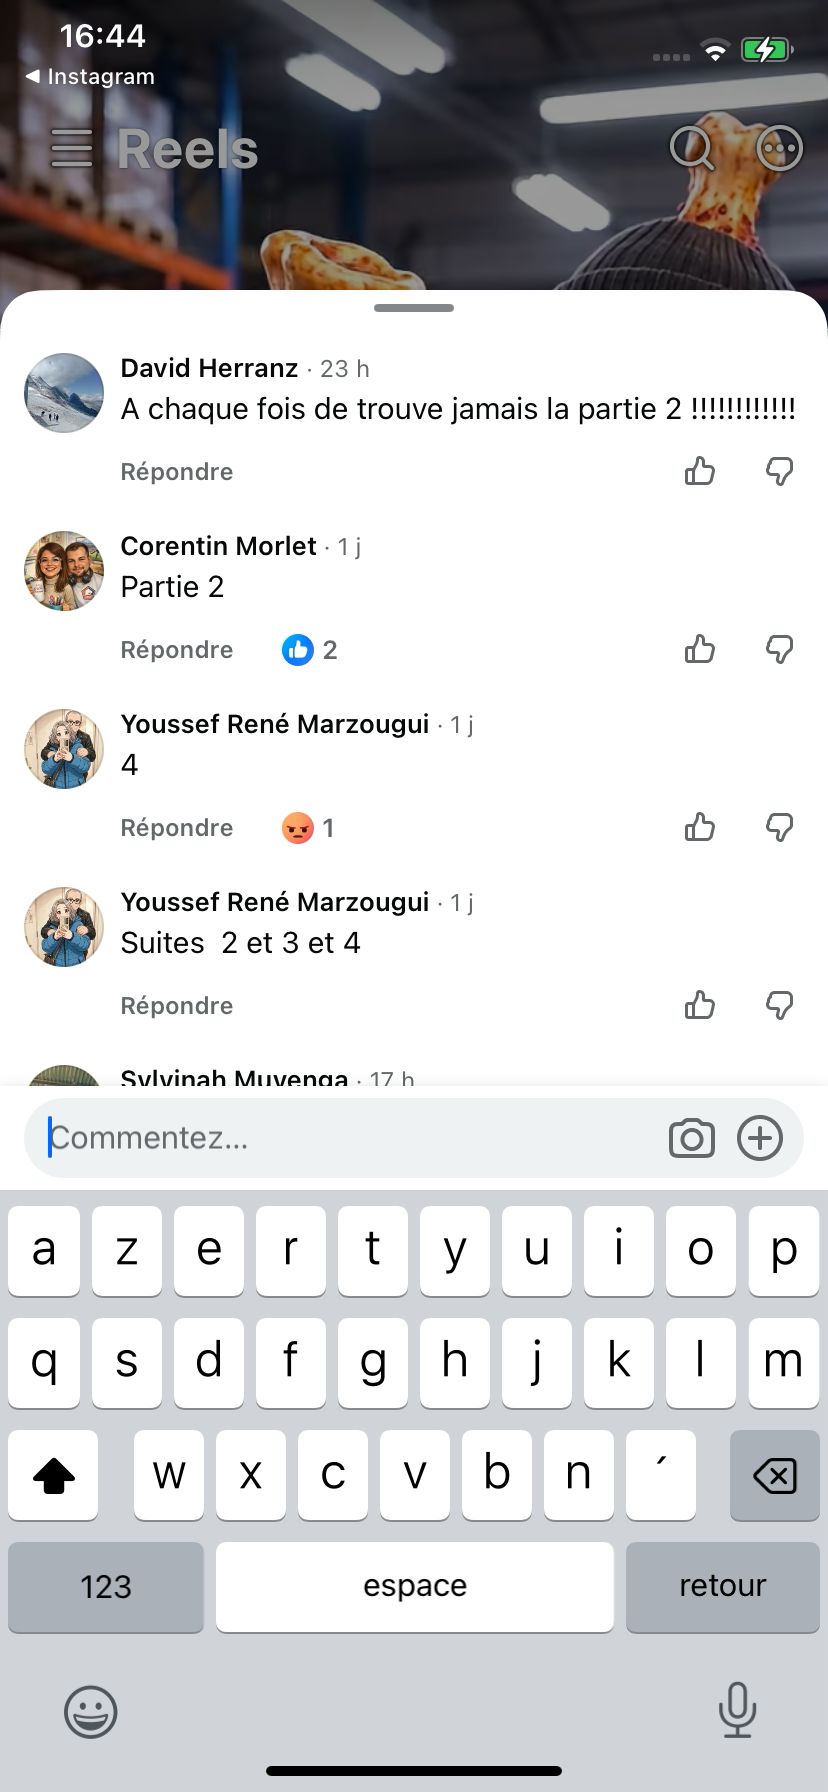 16:44
◀ Instagram
Reels
David Herranz · 23 h
A chaque fois de trouve jamais la partie 2 !!!!!!!!!!!!
Répondre
Corentin Morlet · 1 j
Partie 2
Répondre 2
Youssef René Marzougui · 1 j
4
Répondre 1
Youssef René Marzougui · 1 j
Suites  2 et 3 et 4
Répondre
Sylvinah Muyenga · 17 h
Commentez...
a z e r t y u i o p
q s d f g h j k l m
w x c v b n ´
123 espace retour